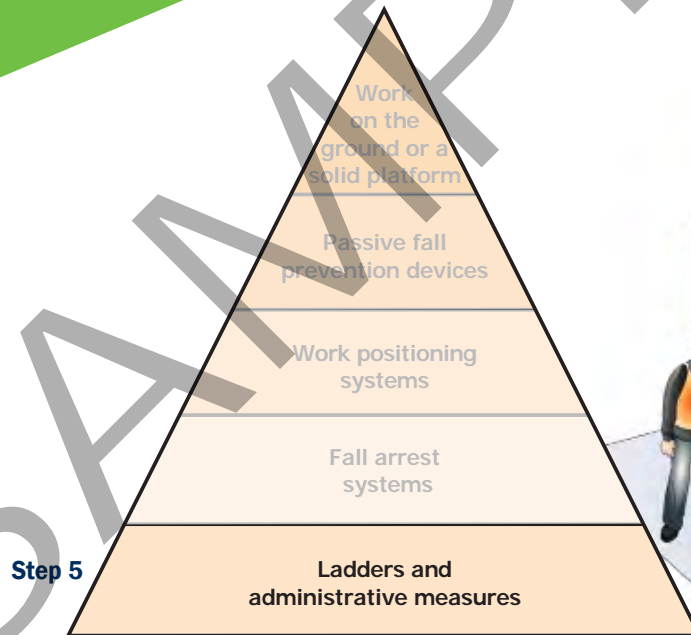 Work
on the
ground or a
solid platform
Passive fall
prevention devices
Work positioning
systems
Fall arrest
systems
Step 5
Ladders and
administrative measures